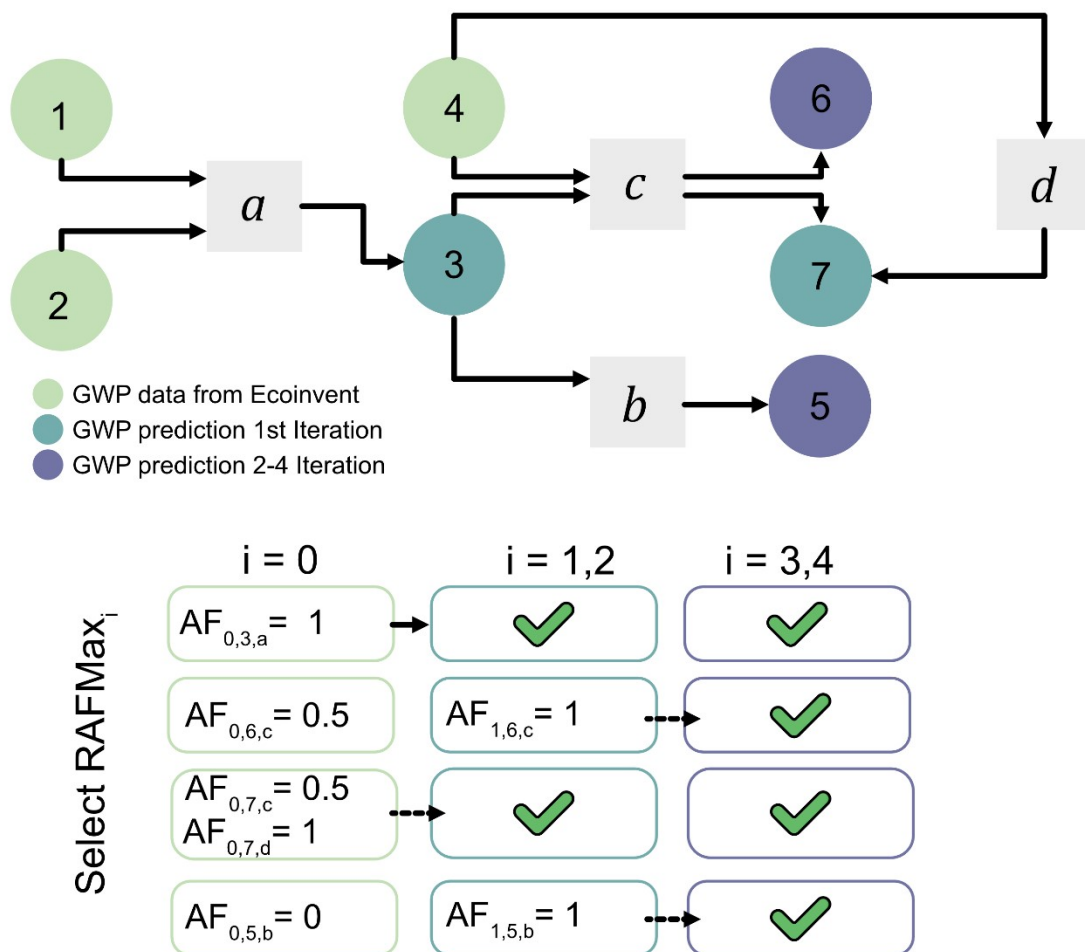 1
4
6
a
c
d
2
3
7
b
5
GWP data from Ecoinvent
GWP prediction 1st Iteration
GWP prediction 2-4 Iteration
i = 0
i = 1,2
i = 3,4
Select RAFMax_i
AF_0,3,a = 1
AF_0,6,c = 0.5
AF_1,6,c = 1
AF_0,7,c = 0.5
AF_0,7,d = 1
AF_0,5,b = 0
AF_1,5,b = 1